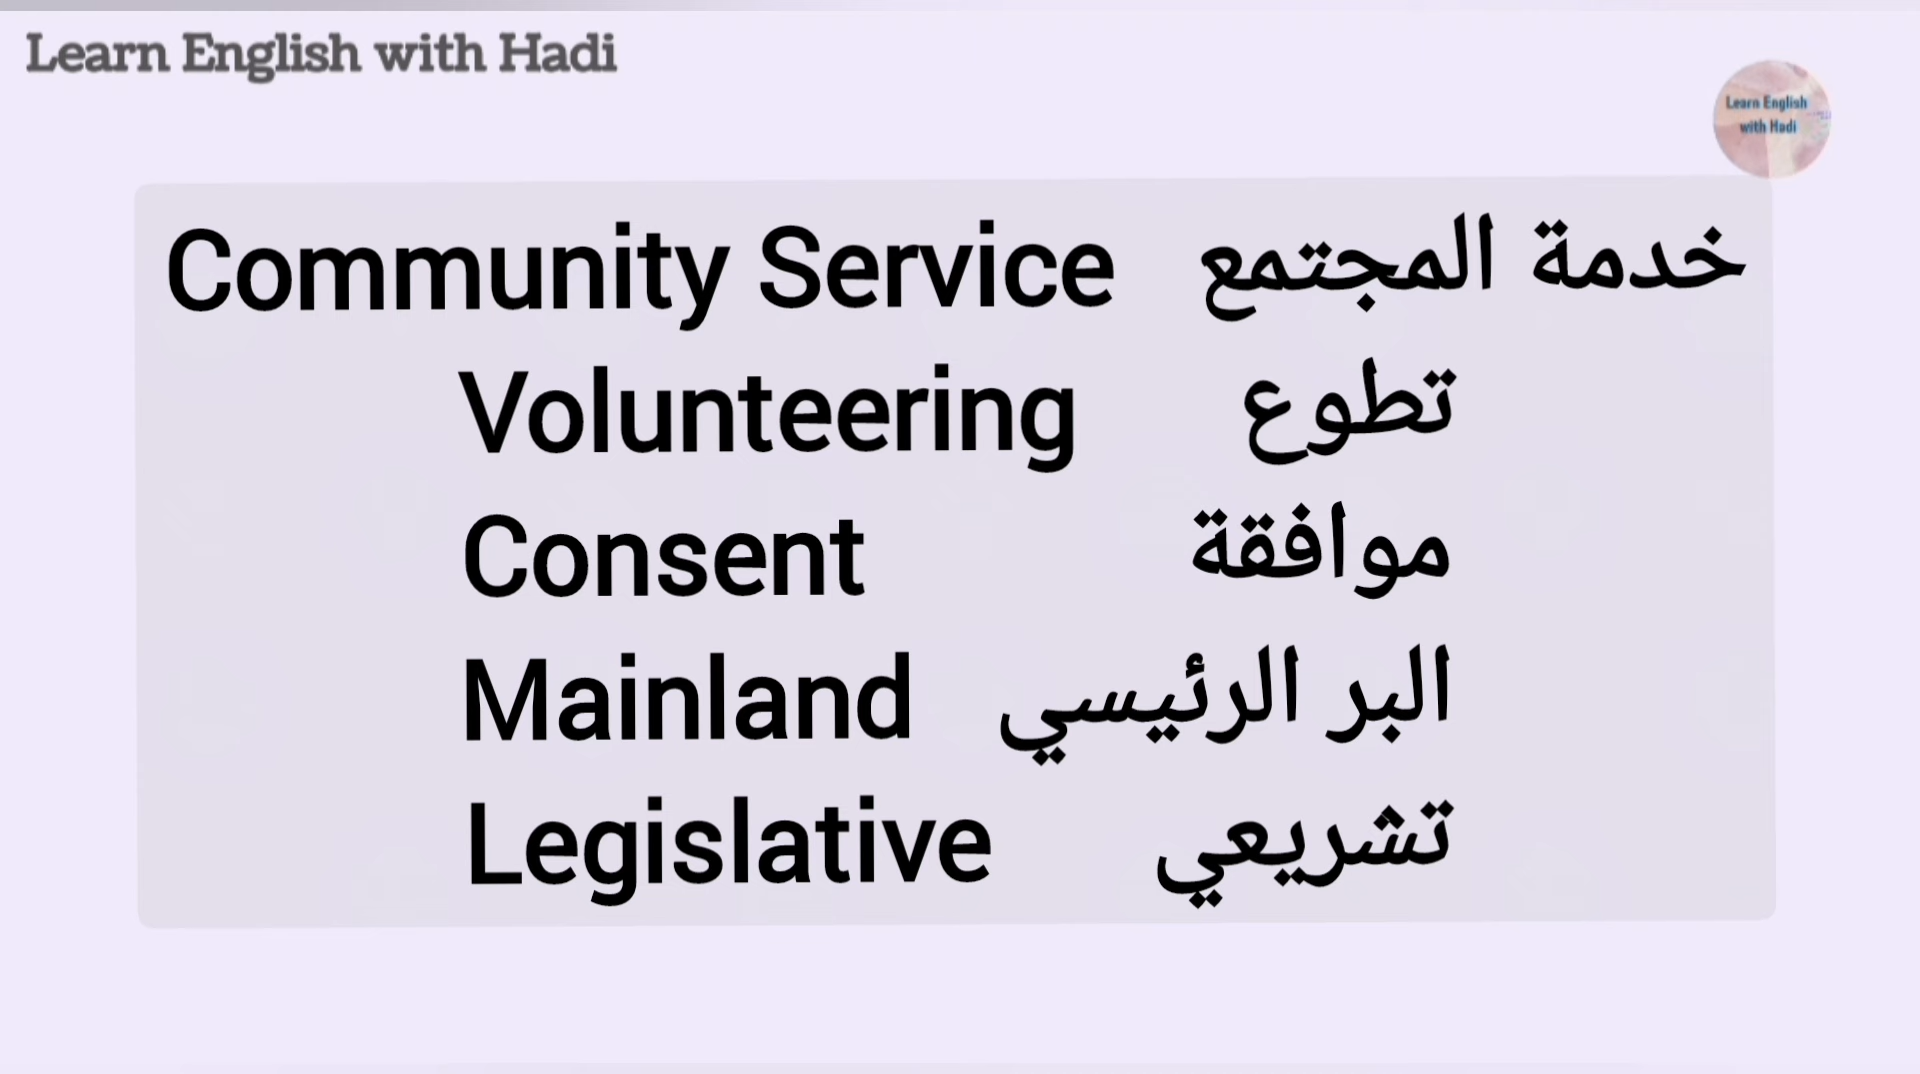 Learn English with Hadi
Learn English
with Hadi
Community Service خدمة المجتمع
Volunteering تطوع
Consent موافقة
Mainland البر الرئيسي
Legislative تشريعي